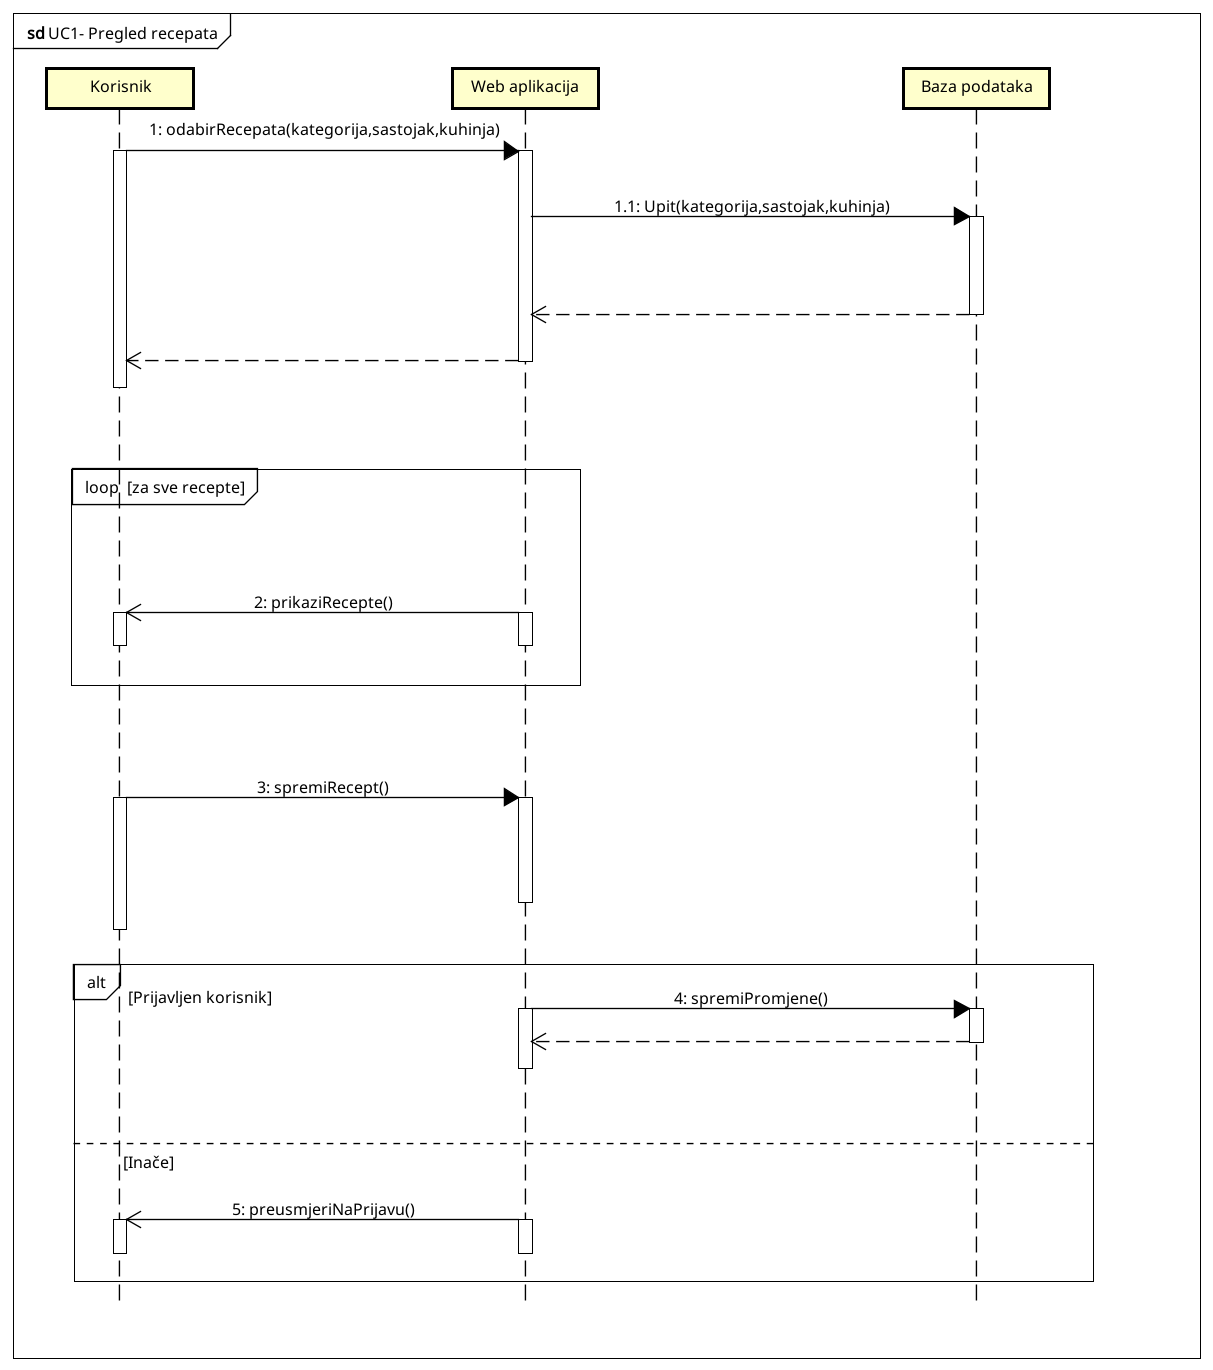 sd UC1- Pregled recepata
Korisnik
Web aplikacija
Baza podataka
1: odabirRecepata(kategorija,sastojak,kuhinja)
1.1: Upit(kategorija,sastojak,kuhinja)
loop [za sve recepte]
2: prikaziRecepte()
3: spremiRecept()
alt
[Prijavljen korisnik]
4: spremiPromjene()
[Inače]
5: preusmjeriNaPrijavu()